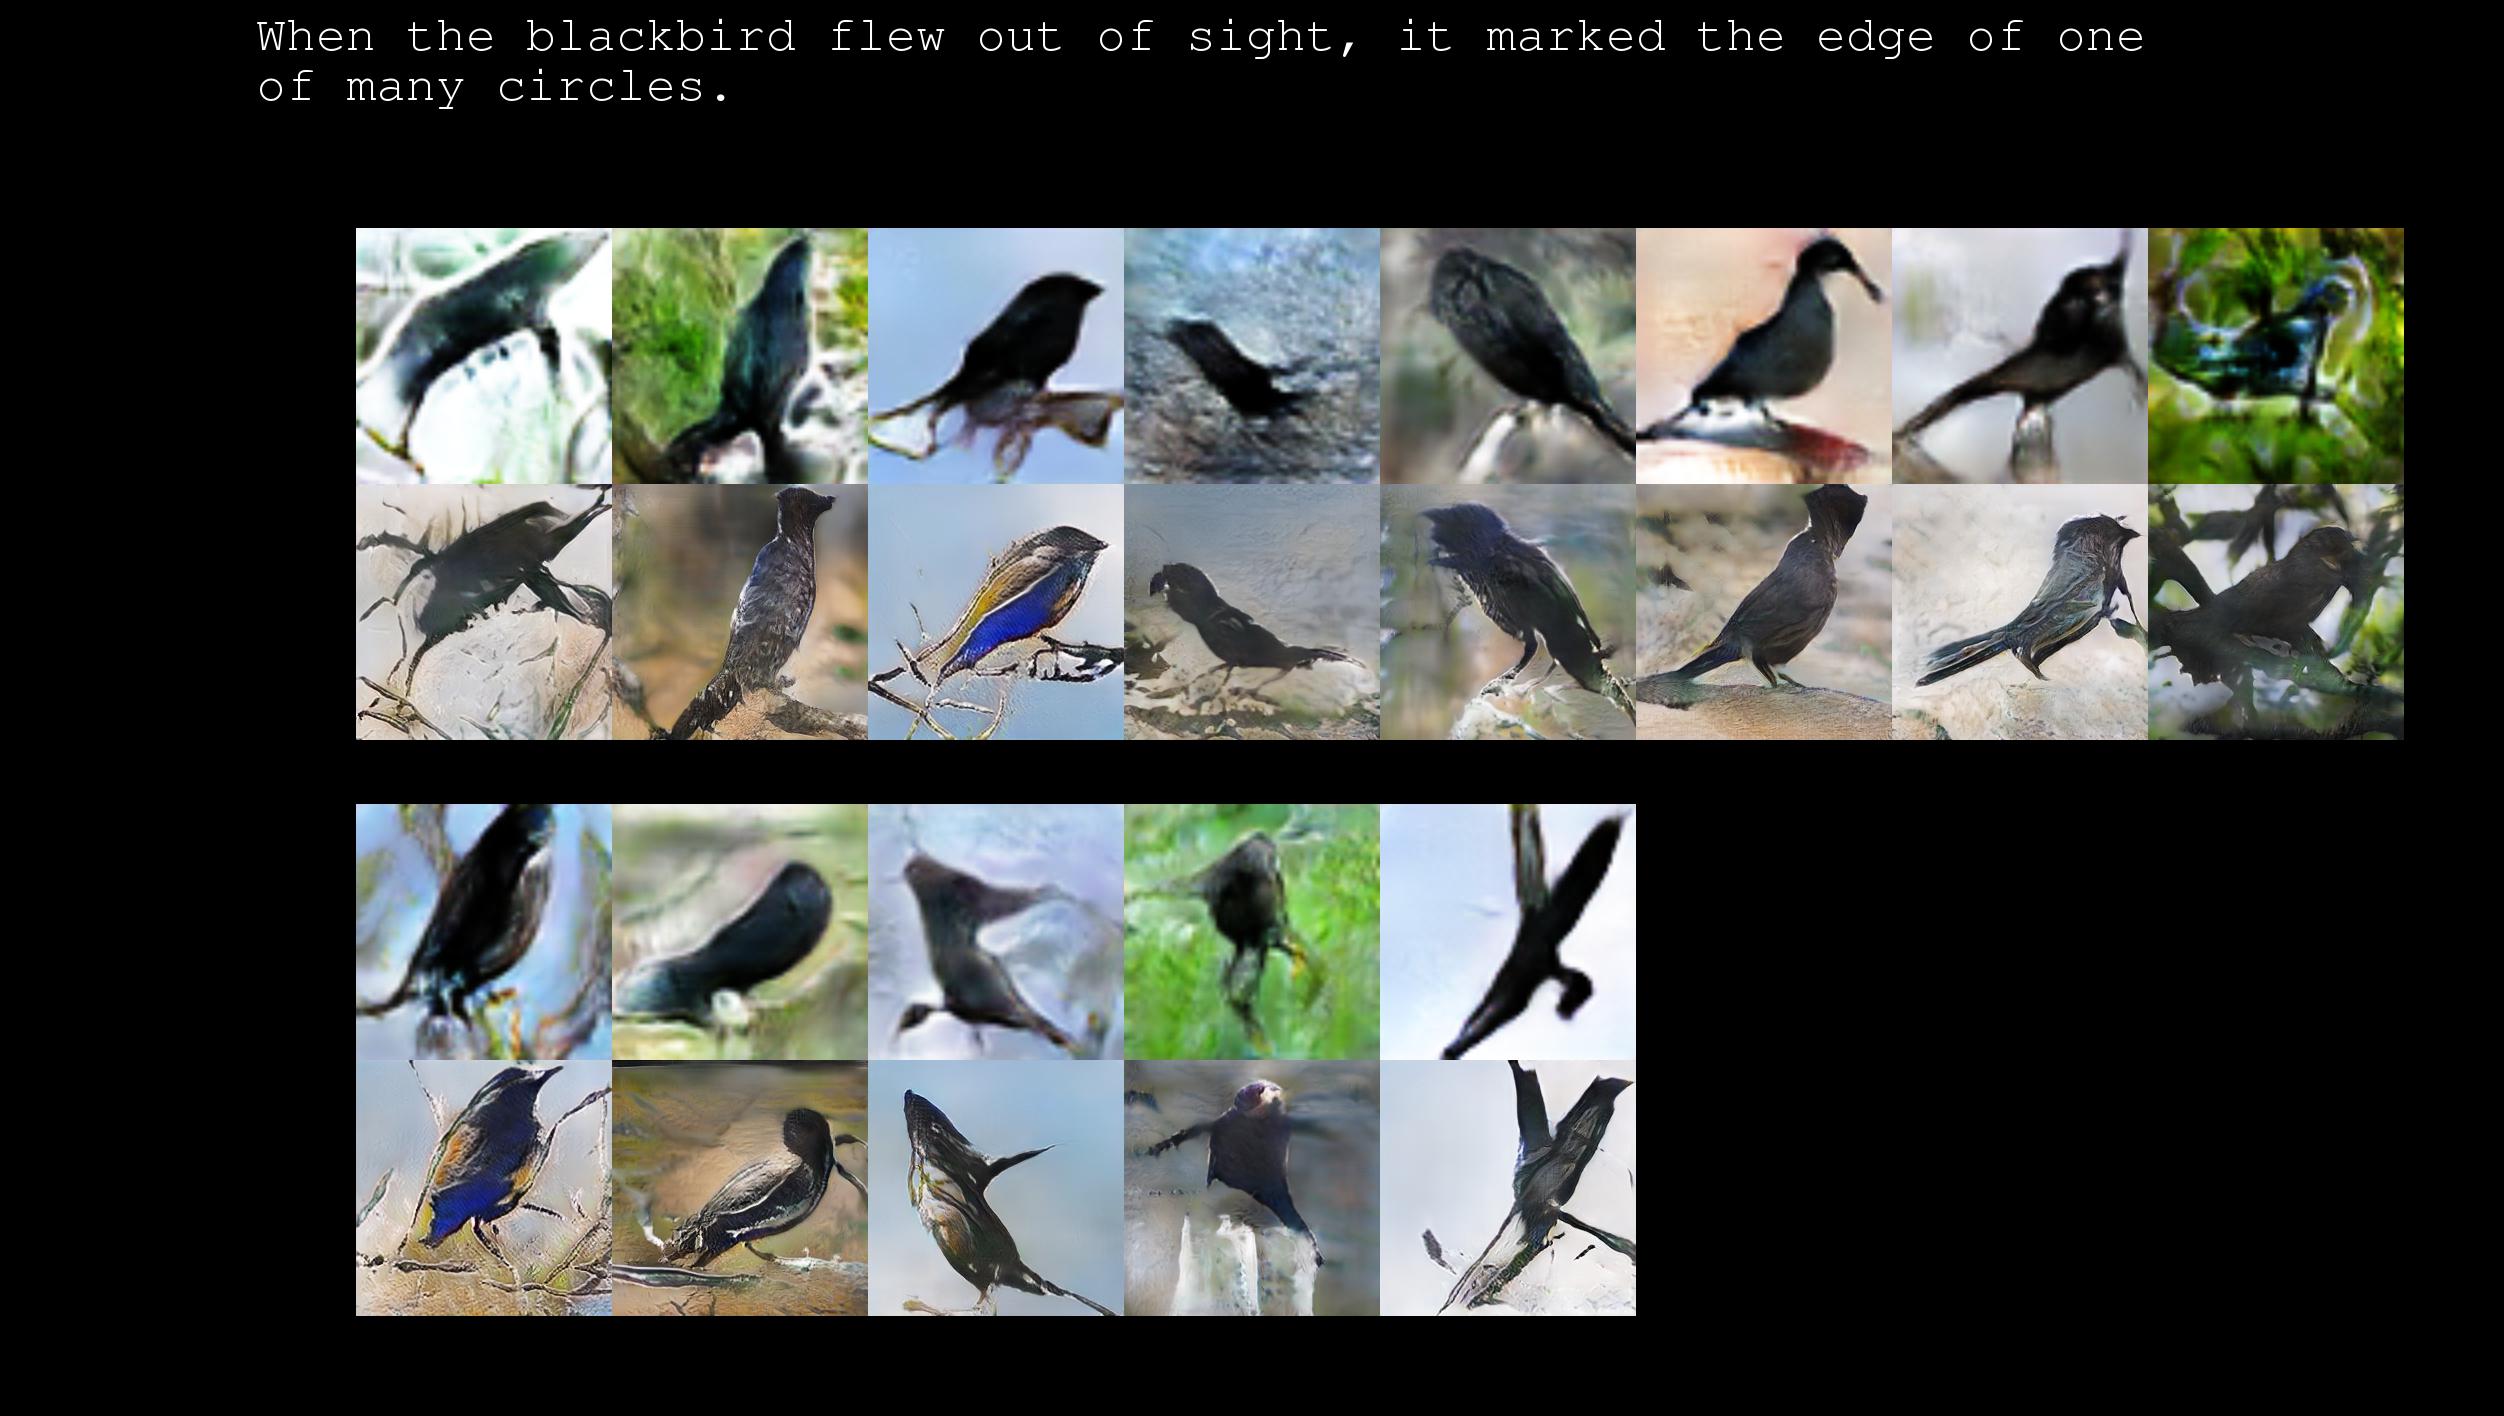 When the blackbird flew out of sight, it marked the edge of one
of many circles.